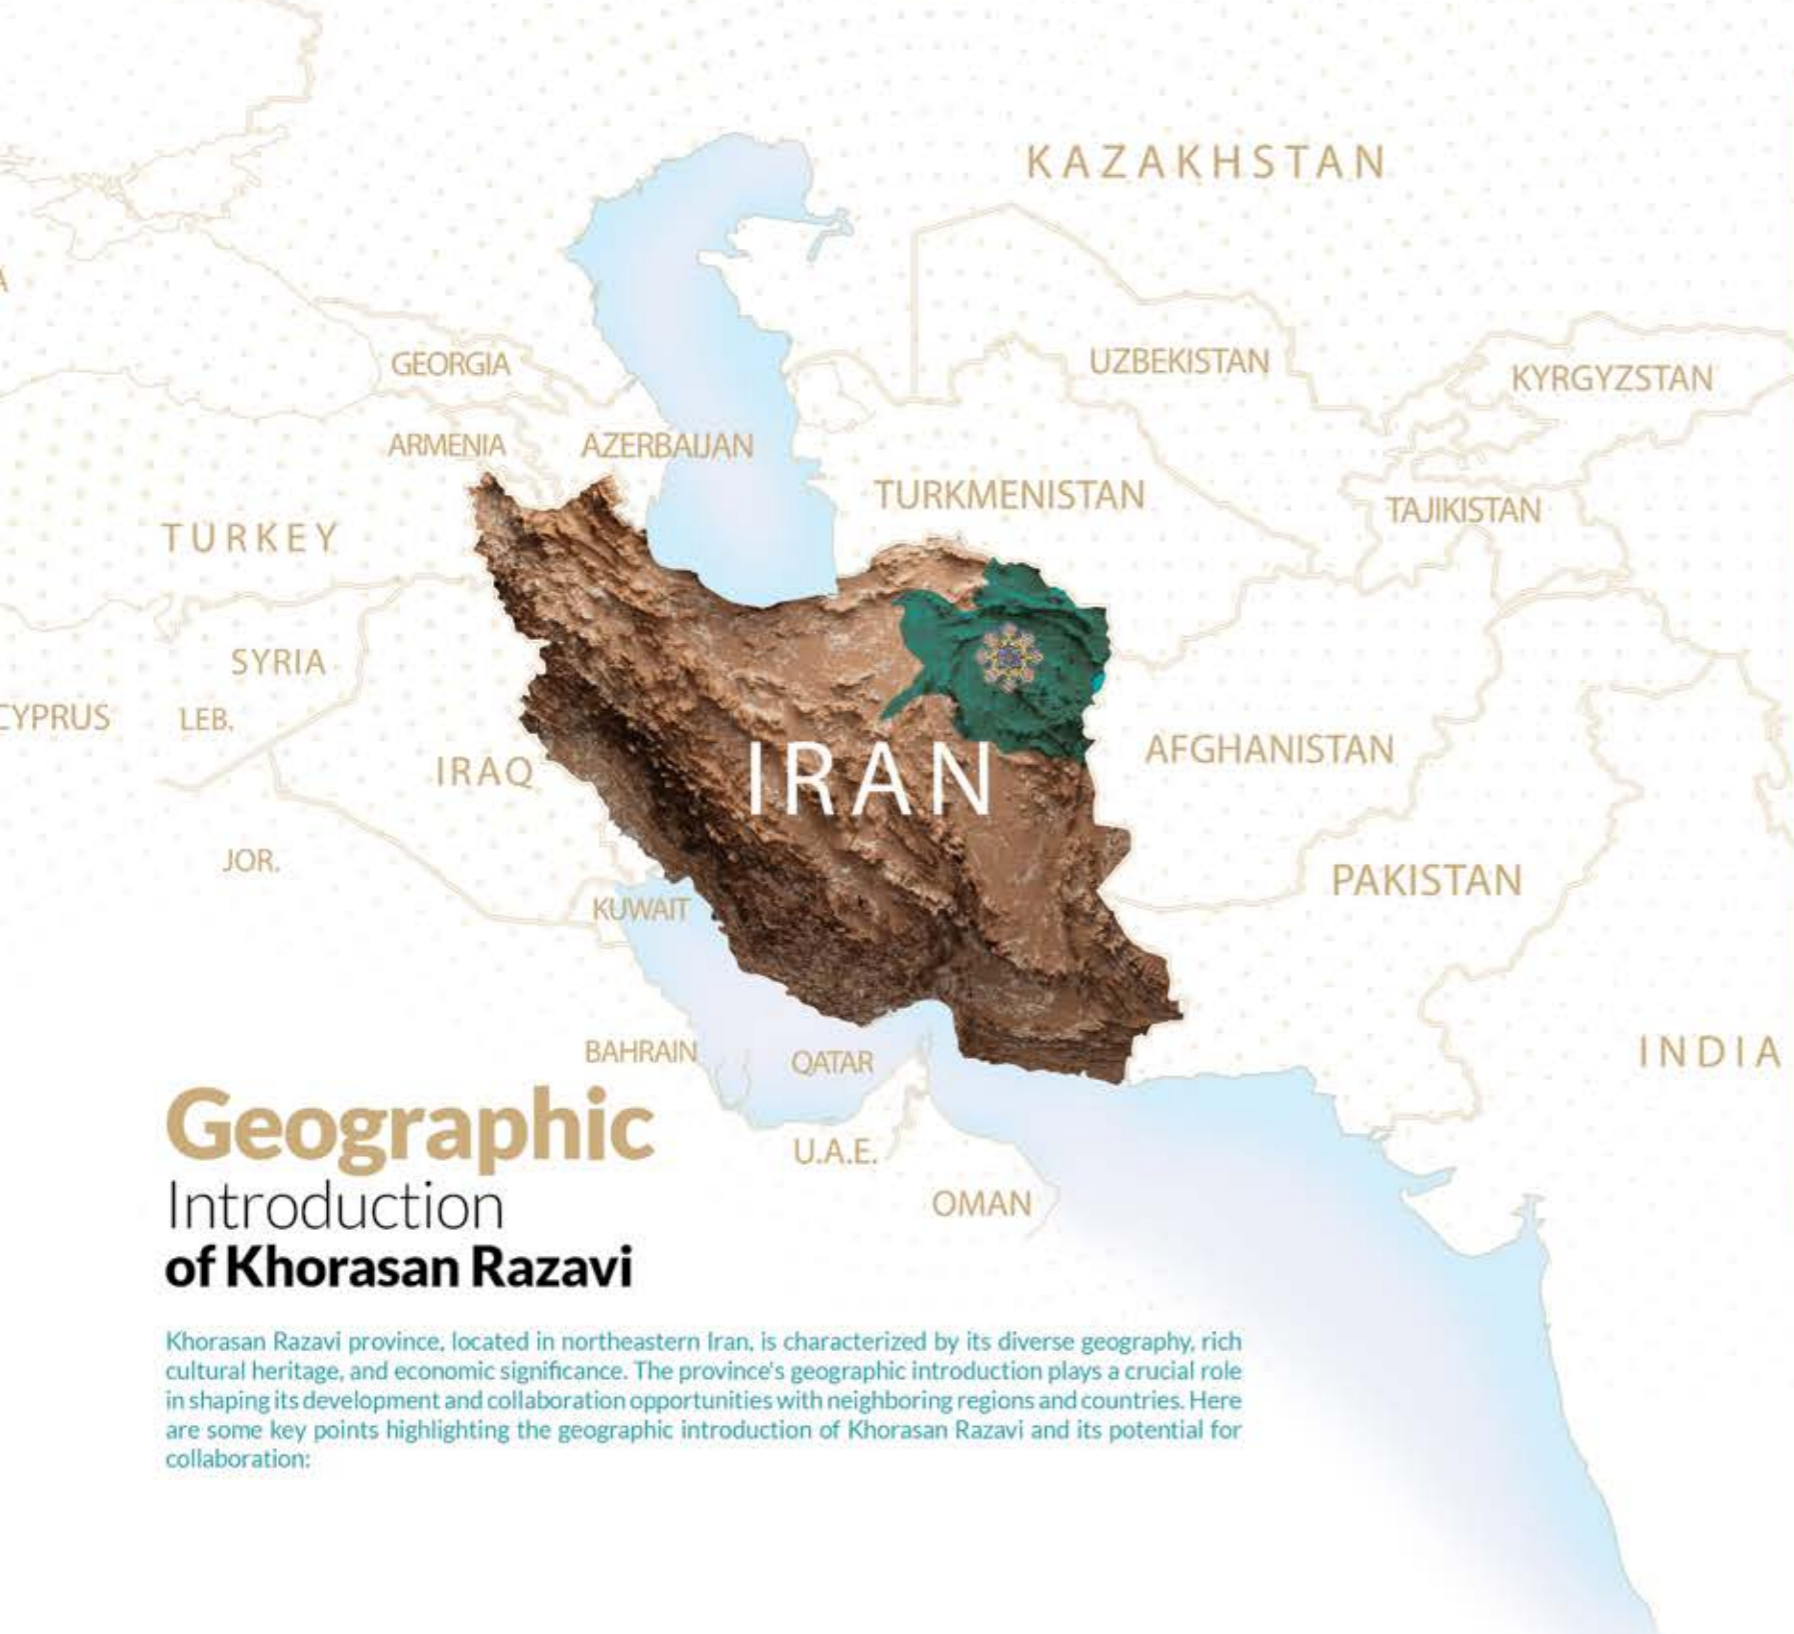 KAZAKHSTAN
GEORGIA
UZBEKISTAN
KYRGYZSTAN
ARMENIA
AZERBAIJAN
TURKMENISTAN
TAJIKISTAN
TURKEY
SYRIA
CYPRUS
LEB.
IRAQ
IRAN
AFGHANISTAN
JOR.
PAKISTAN
KUWAIT
BAHRAIN
QATAR
INDIA
U.A.E.
OMAN
Geographic
Introduction
of Khorasan Razavi
Khorasan Razavi province, located in northeastern Iran, is characterized by its diverse geography, rich
cultural heritage, and economic significance. The province's geographic introduction plays a crucial role
in shaping its development and collaboration opportunities with neighboring regions and countries. Here
are some key points highlighting the geographic introduction of Khorasan Razavi and its potential for
collaboration: